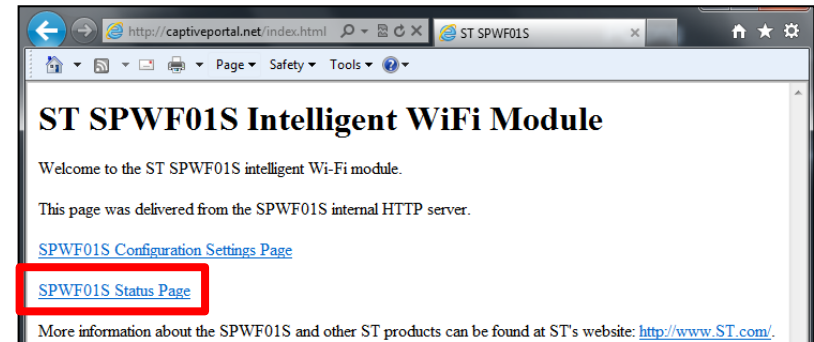 http://captiveportal.net/index.html
ST SPWF01S
Page Safety Tools
ST SPWF01S Intelligent WiFi Module
Welcome to the ST SPWF01S intelligent Wi-Fi module.
This page was delivered from the SPWF01S internal HTTP server.
SPWF01S Configuration Settings Page
SPWF01S Status Page
More information about the SPWF01S and other ST products can be found at ST's website: http://www.ST.com/.